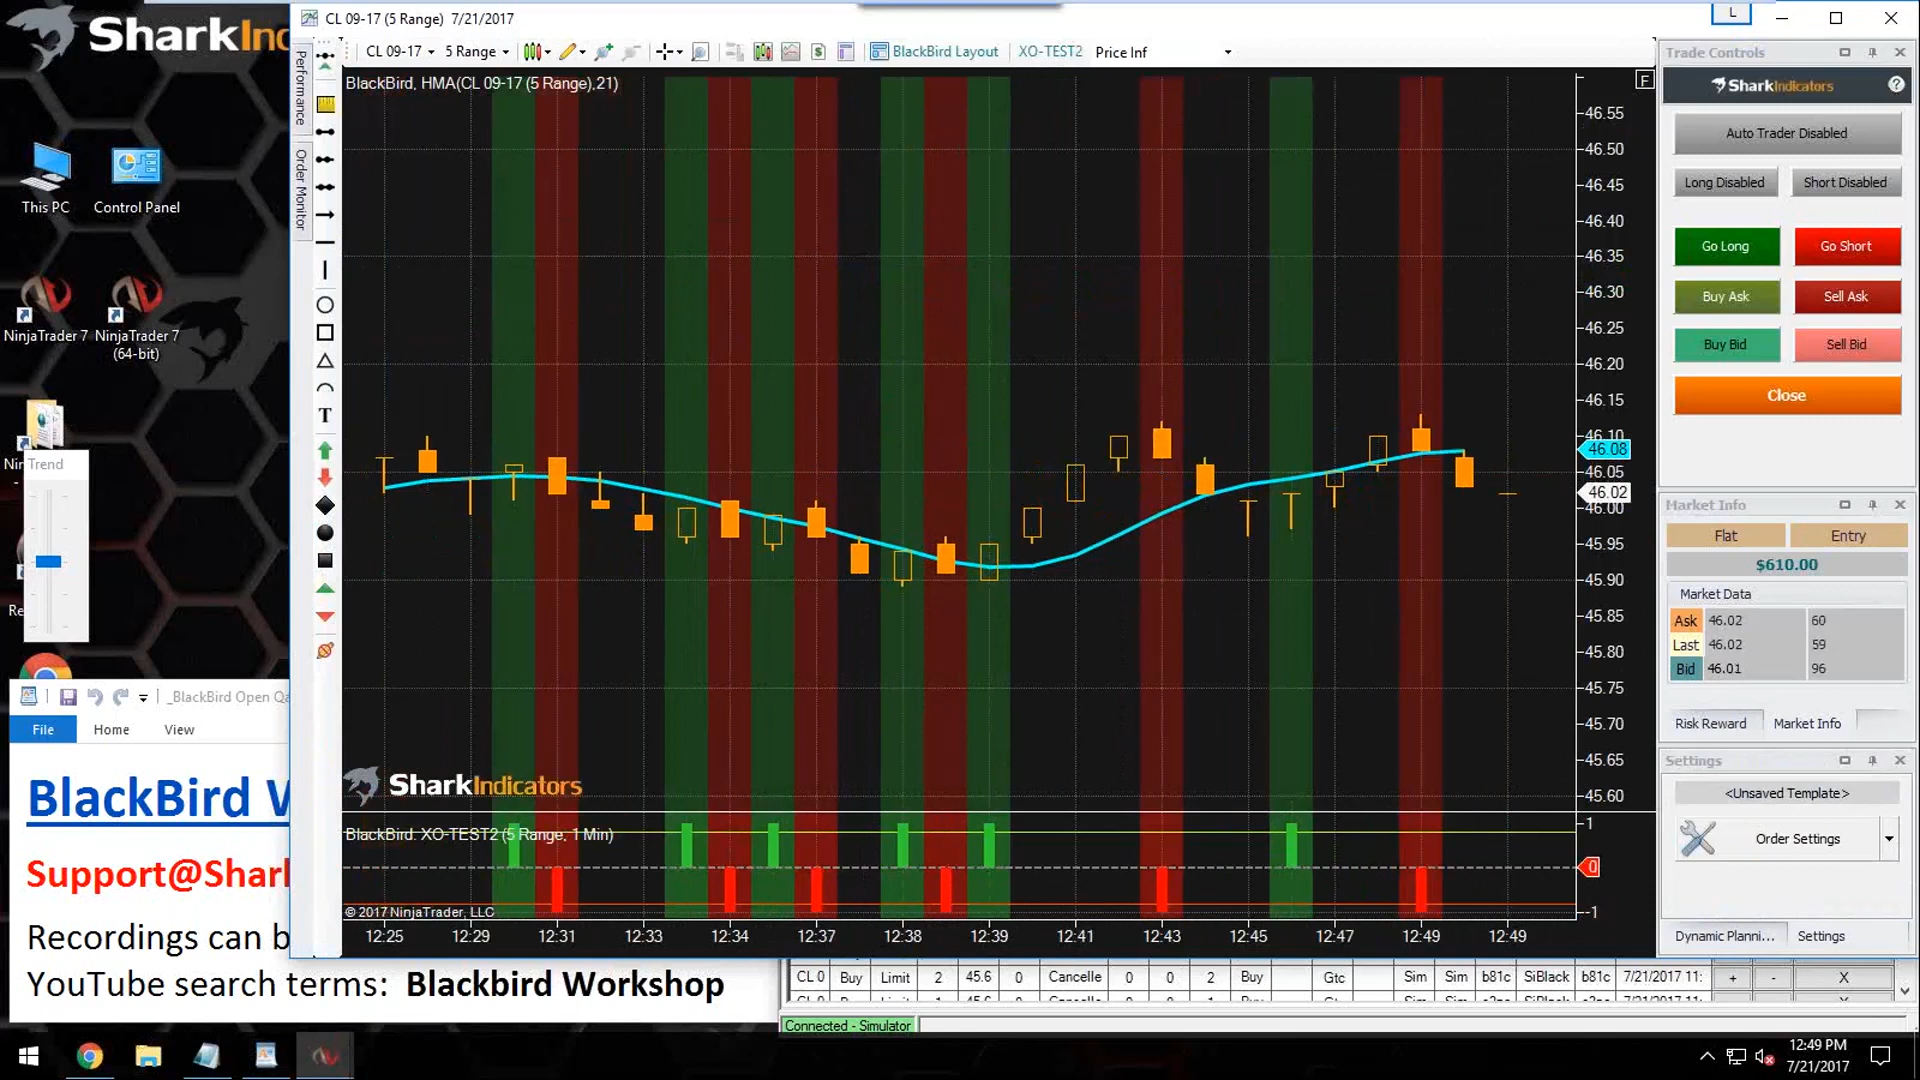 SharkInd
CL 09-17 (5 Range) 7/21/2017
L
CL 09-17
5 Range
BlackBird Layout
XO-TEST2
Price Inf
Performance
Order Monitor
BlackBird, HMA(CL 09-17 (5 Range),21)
F
46.55
46.50
46.45
46.40
46.35
46.30
46.25
46.20
46.15
46.10
46.08
46.05
46.02
46.00
45.95
45.90
45.85
45.80
45.75
45.70
45.65
45.60
SharkIndicators
BlackBird. XO-TEST2 (5 Range, 1 Min)
1
0
-1
© 2017 NinjaTrader, LLC
12:25
12:29
12:31
12:33
12:34
12:37
12:38
12:39
12:41
12:43
12:45
12:47
12:49
12:49
Trade Controls
SharkIndicators
Auto Trader Disabled
Long Disabled
Short Disabled
Go Long
Go Short
Buy Ask
Sell Ask
Buy Bid
Sell Bid
Close
Market Info
Flat
Entry
$610.00
Market Data
Ask 46.02 60
Last 46.02 59
Bid 46.01 96
Risk Reward
Market Info
Settings
<Unsaved Template>
Order Settings
Dynamic Planni...
Settings
This PC
Control Panel
NinjaTrader 7
NinjaTrader 7
(64-bit)
Nin
Trend
Re
T
_BlackBird Open Qa
File
Home
View
BlackBird W
Support@Shark
Recordings can b
YouTube search terms: Blackbird Workshop
CL 0 Buy Limit 2 45.6 0 Cancelle 0 0 2 Buy Gtc Sim Sim b81c SiBlack b81c 7/21/2017 11: + - X
Connected - Simulator
12:49 PM
7/21/2017